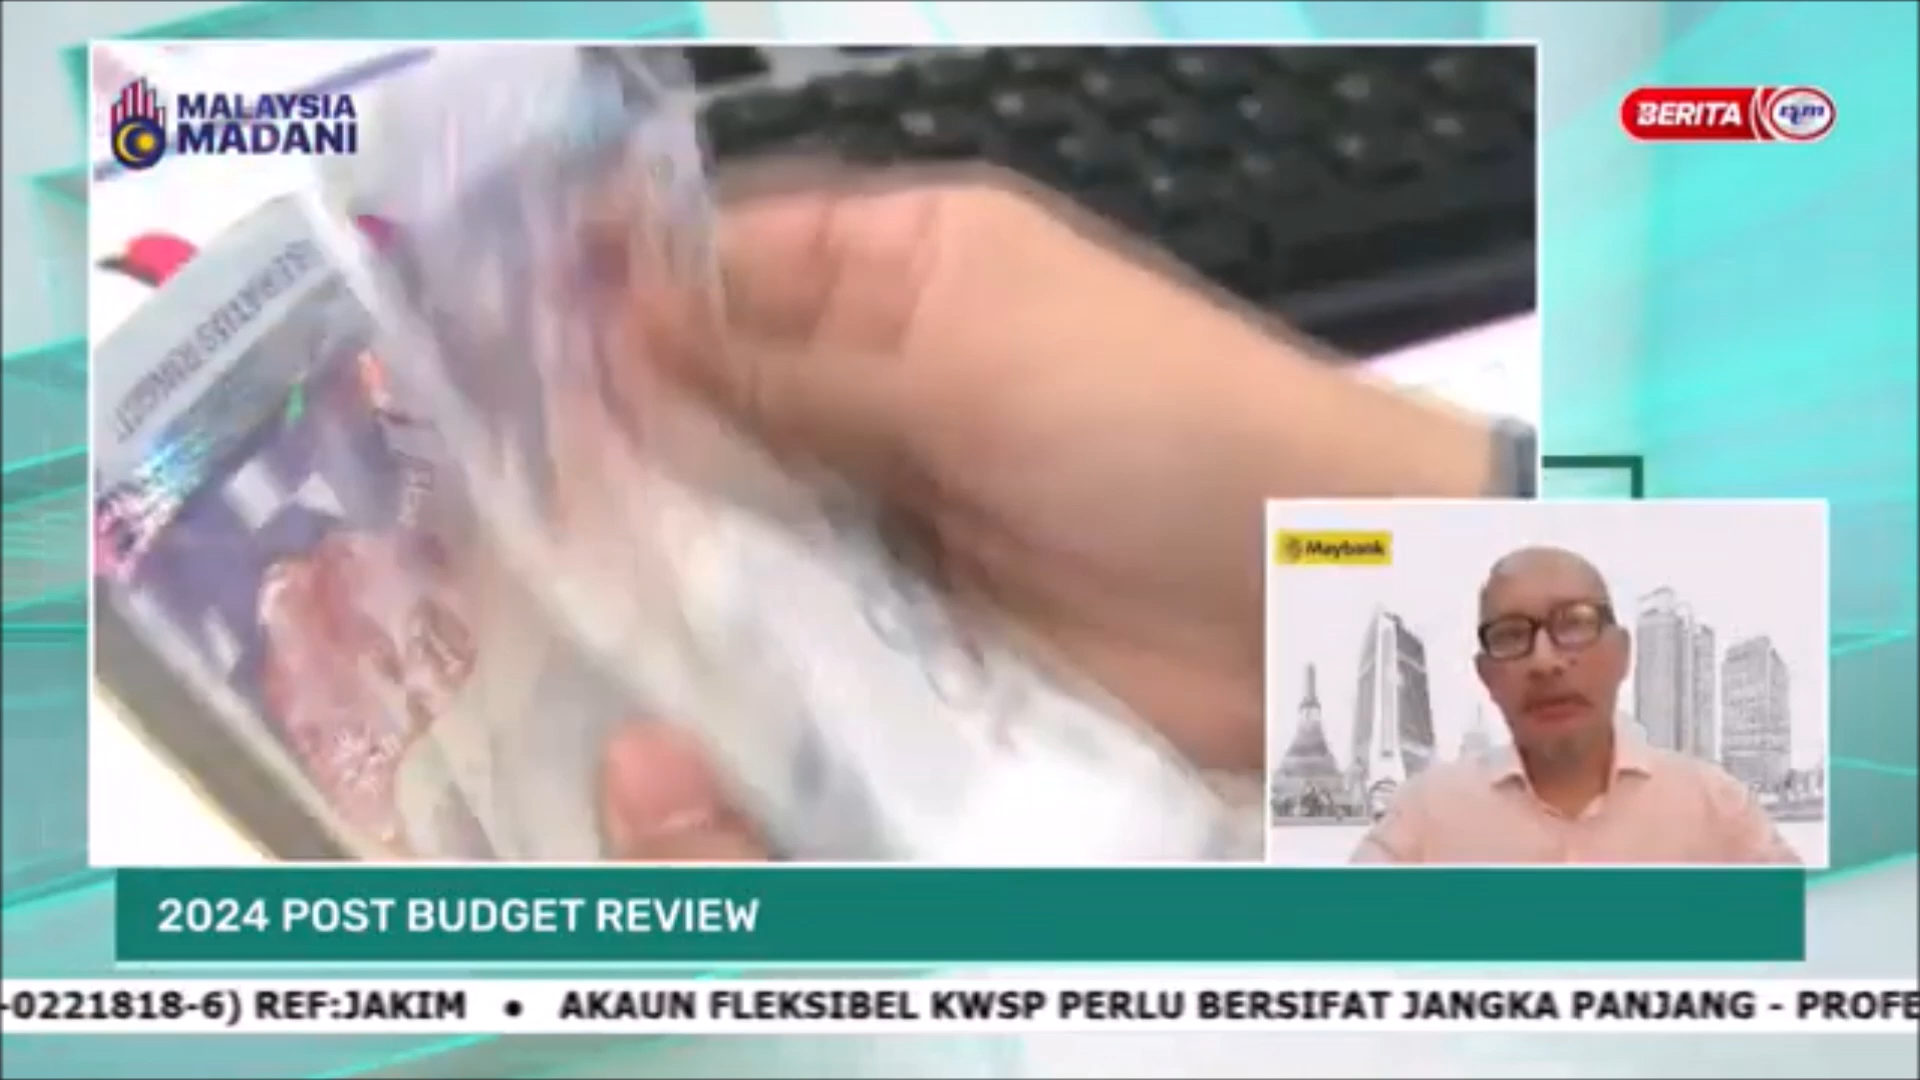 MALAYSIA
MADANI
BERITA rtm
Maybank
2024 POST BUDGET REVIEW
-0221818-6) REF:JAKIM • AKAUN FLEKSIBEL KWSP PERLU BERSIFAT JANGKA PANJANG - PROFE